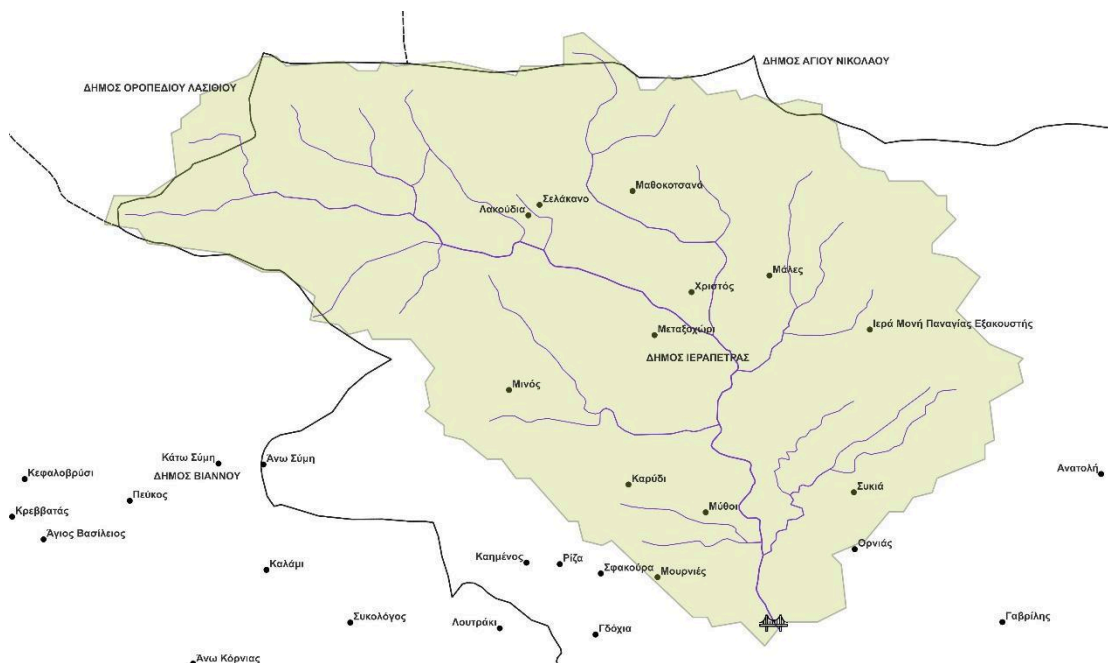 ΔΗΜΟΣ ΑΓΙΟΥ ΝΙΚΟΛΑΟΥ
ΔΗΜΟΣ ΟΡΟΠΕΔΙΟΥ ΛΑΣΙΘΙΟΥ
Μαθοκοτσανά
Σελάκανο
Λακούδια
Μάλες
Χριστός
Ιερά Μονή Παναγίας Εξακουστής
Μεταξοχώρι
ΔΗΜΟΣ ΙΕΡΑΠΕΤΡΑΣ
Μινός
Κάτω Σύμη
Άνω Σύμη
Κεφαλοβρύσι
ΔΗΜΟΣ ΒΙΑΝΝΟΥ
Ανατολή
Καρύδι
Συκιά
Πεύκος
Μύθοι
Κρεββατάς
Άγιος Βασίλειος
Ορνιάς
Καημένος
Ρίζα
Καλάμι
Σφακούρα
Μουρνιές
Συκολόγος
Λουτράκι
Γδόχια
Γαβρίλης
Άνω Κόρνιας